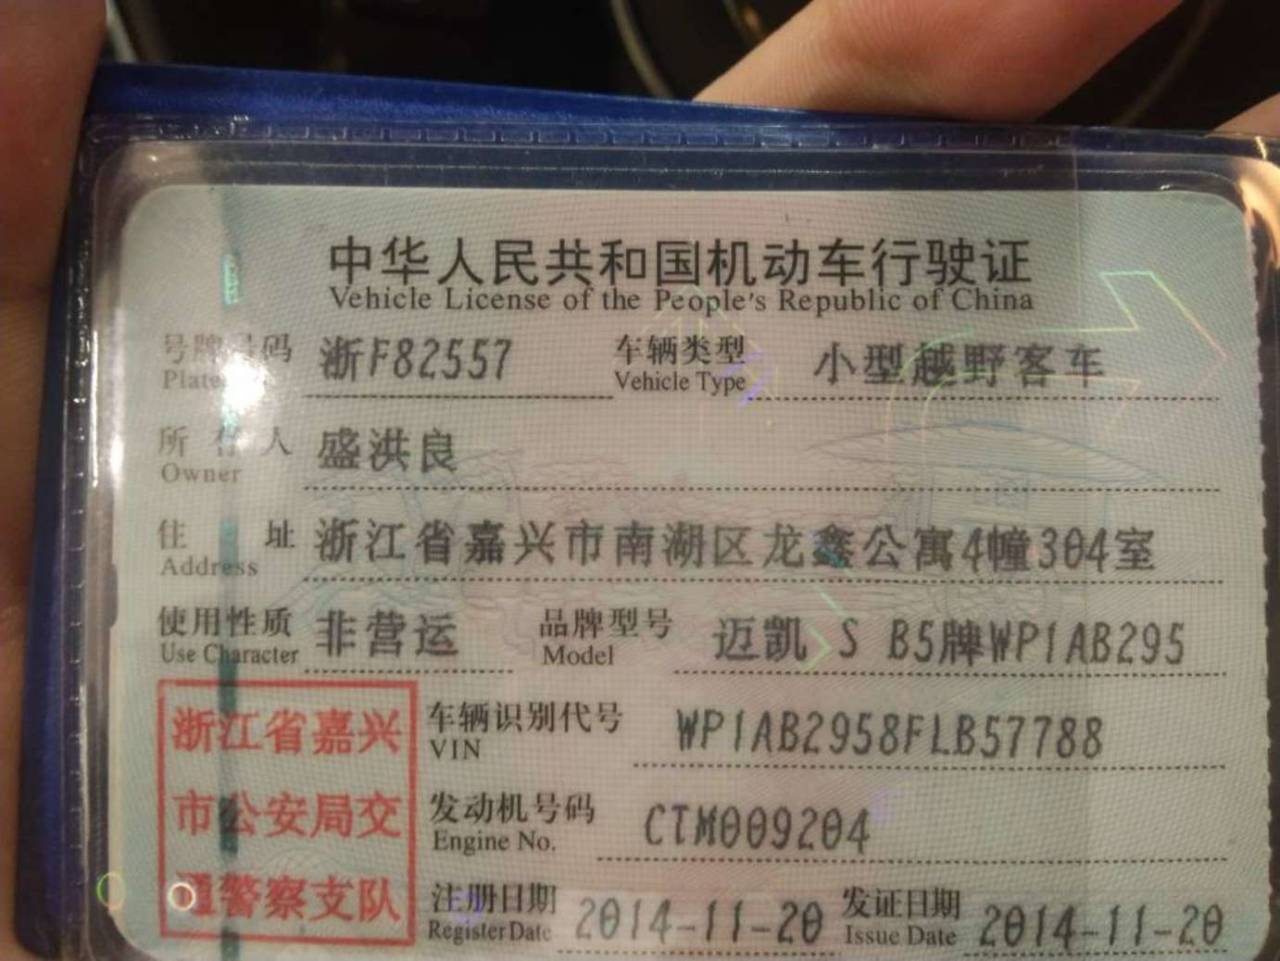 中华人民共和国机动车行驶证
Vehicle License of the People's Republic of China
号牌号码 浙F82557 车辆类型 小型越野客车
Plate Vehicle Type
所有人 盛洪良
Owner
住址 浙江省嘉兴市南湖区龙鑫公寓4幢304室
Address
使用性质 非营运 品牌型号 迈凯 S B5牌WP1AB295
Use Character Model
浙江省嘉兴 车辆识别代号 WP1AB2958FLB57788
VIN
市公安局交 发动机号码 CTM009204
Engine No.
通警察支队 注册日期 2014-11-20 发证日期 2014-11-20
Register Date Issue Date